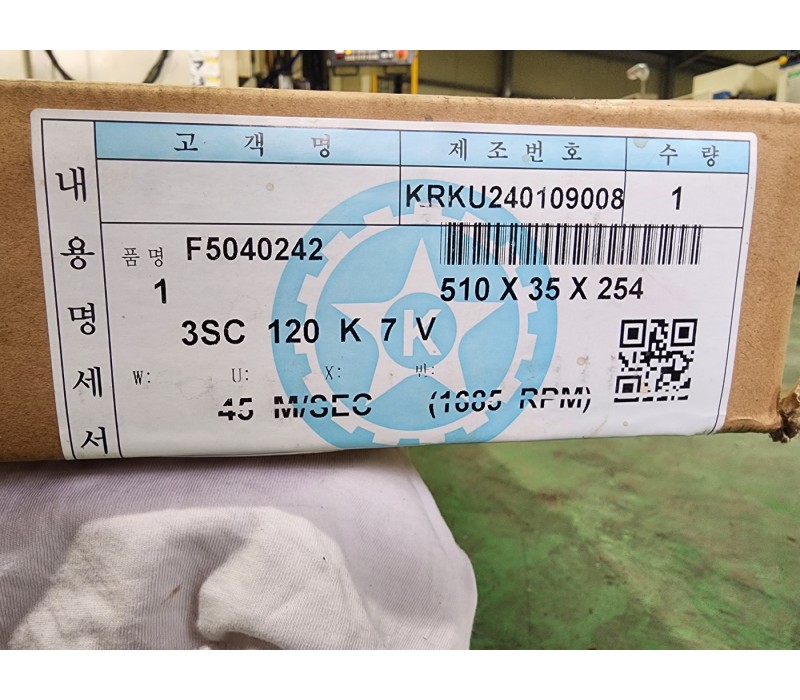 내용명세서
고객명 제조번호 수량
KRKU240109008 1
품명 F5040242
1 510 X 35 X 254
3SC 120 K 7 V
K
W: U: X: 번:
45 M/SEC (1685 RPM)